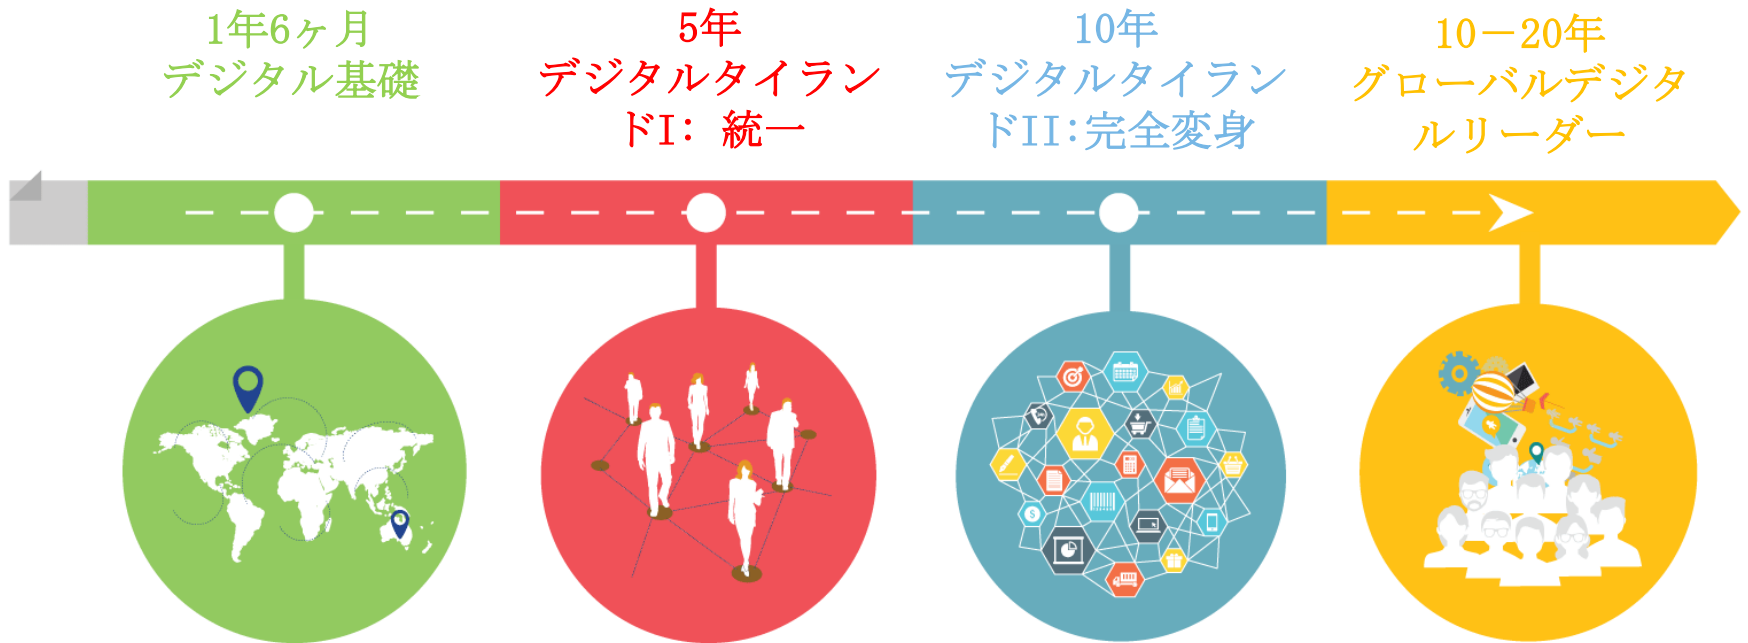 1年6ヶ月
デジタル基礎
5年
デジタルタイラン
ドI: 統一
10年
デジタルタイラン
ドII:完全変身
10－20年
グローバルデジタ
ルリーダー